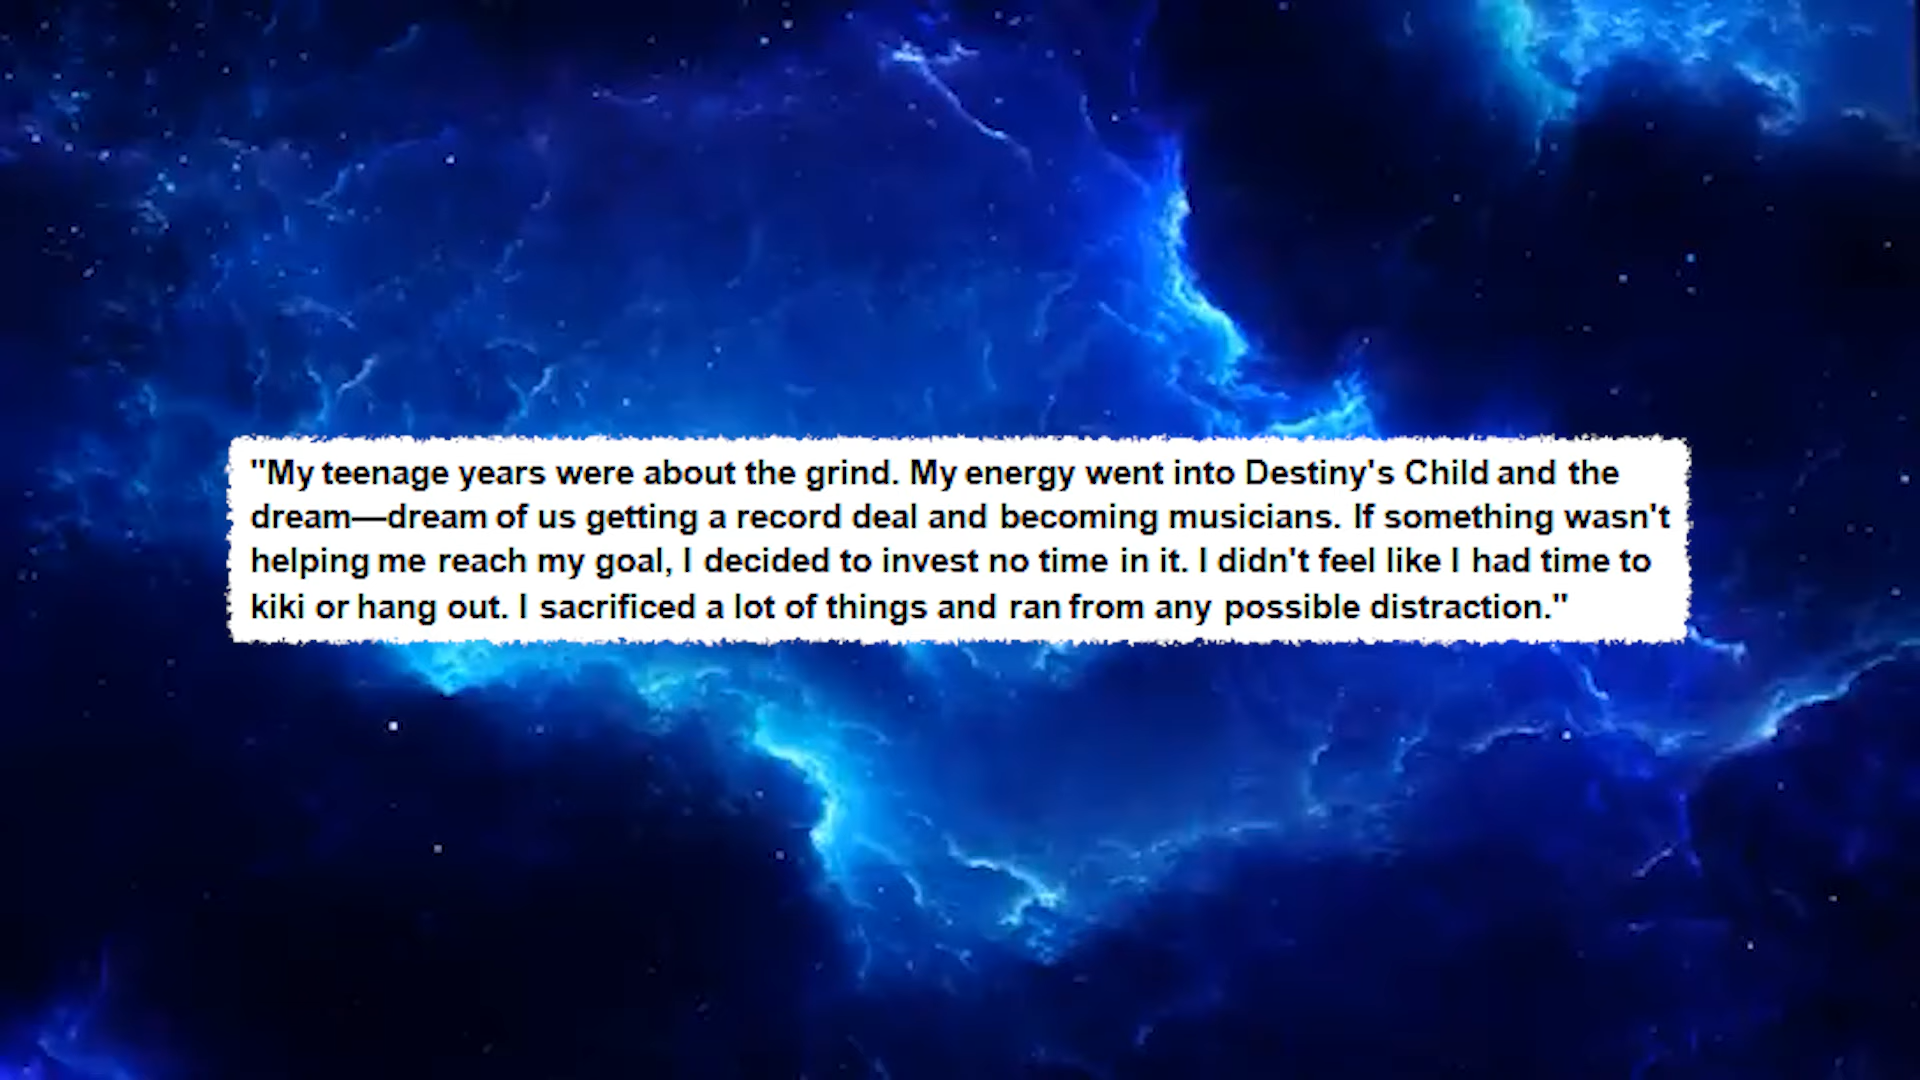 "My teenage years were about the grind. My energy went into Destiny's Child and the
dream—dream of us getting a record deal and becoming musicians. If something wasn't
helping me reach my goal, I decided to invest no time in it. I didn't feel like I had time to
kiki or hang out. I sacrificed a lot of things and ran from any possible distraction."